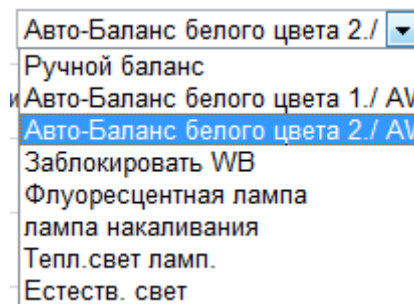 Авто-Баланс белого цвета 2./
Ручной баланс
и Авто-Баланс белого цвета 1./ AW
Авто-Баланс белого цвета 2./ AW
Заблокировать WB
Флуоресцентная лампа
лампа накаливания
Тепл.свет ламп.
Естеств. свет